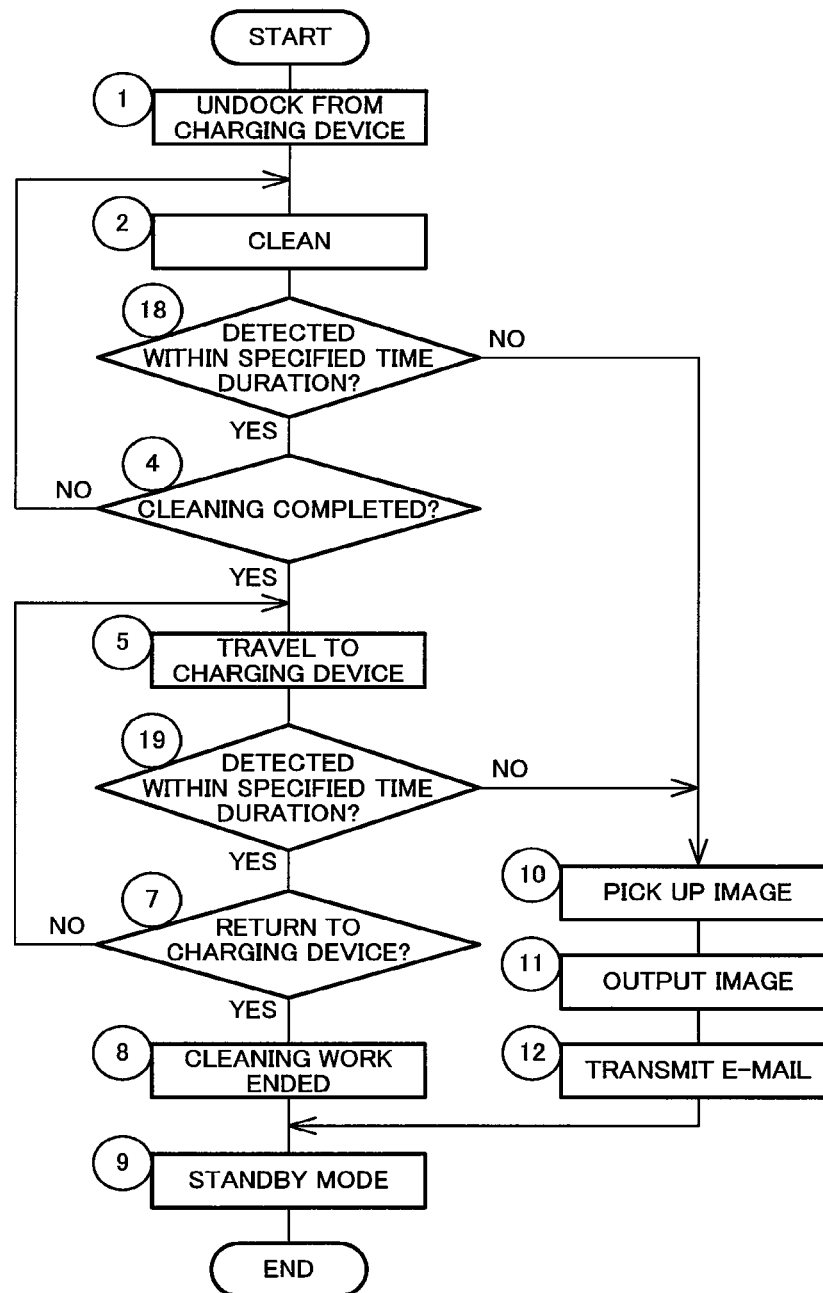 START
1
UNDOCK FROM
CHARGING DEVICE
2
CLEAN
18
DETECTED
WITHIN SPECIFIED TIME
DURATION?
NO
YES
4
NO
CLEANING COMPLETED?
YES
5
TRAVEL TO
CHARGING DEVICE
19
DETECTED
WITHIN SPECIFIED TIME
DURATION?
NO
YES
10
PICK UP IMAGE
7
NO
RETURN TO
CHARGING DEVICE?
11
OUTPUT IMAGE
YES
8
CLEANING WORK
ENDED
12
TRANSMIT E-MAIL
9
STANDBY MODE
END